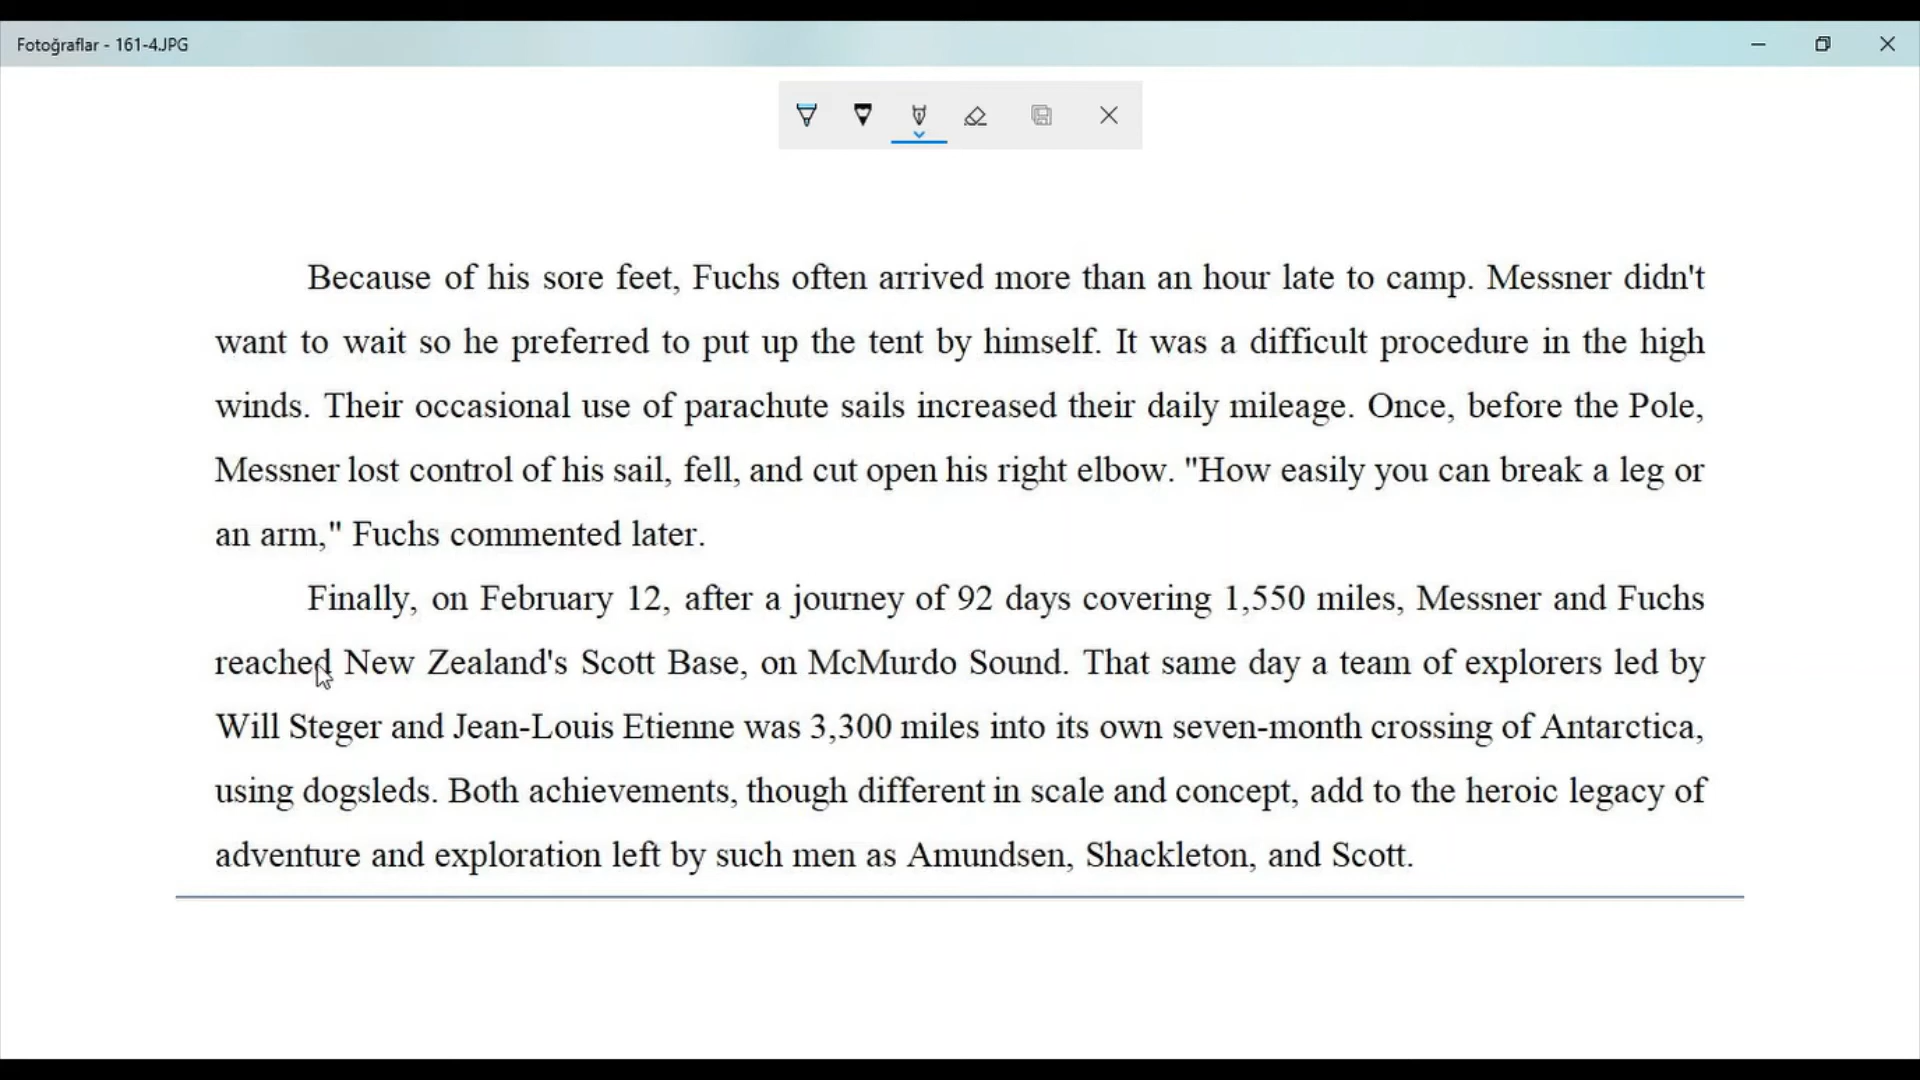 Fotoğraflar - 161-4.JPG
Because of his sore feet, Fuchs often arrived more than an hour late to camp. Messner didn't
want to wait so he preferred to put up the tent by himself. It was a difficult procedure in the high
winds. Their occasional use of parachute sails increased their daily mileage. Once, before the Pole,
Messner lost control of his sail, fell, and cut open his right elbow. "How easily you can break a leg or
an arm," Fuchs commented later.
Finally, on February 12, after a journey of 92 days covering 1,550 miles, Messner and Fuchs
reached New Zealand's Scott Base, on McMurdo Sound. That same day a team of explorers led by
Will Steger and Jean-Louis Etienne was 3,300 miles into its own seven-month crossing of Antarctica,
using dogsleds. Both achievements, though different in scale and concept, add to the heroic legacy of
adventure and exploration left by such men as Amundsen, Shackleton, and Scott.